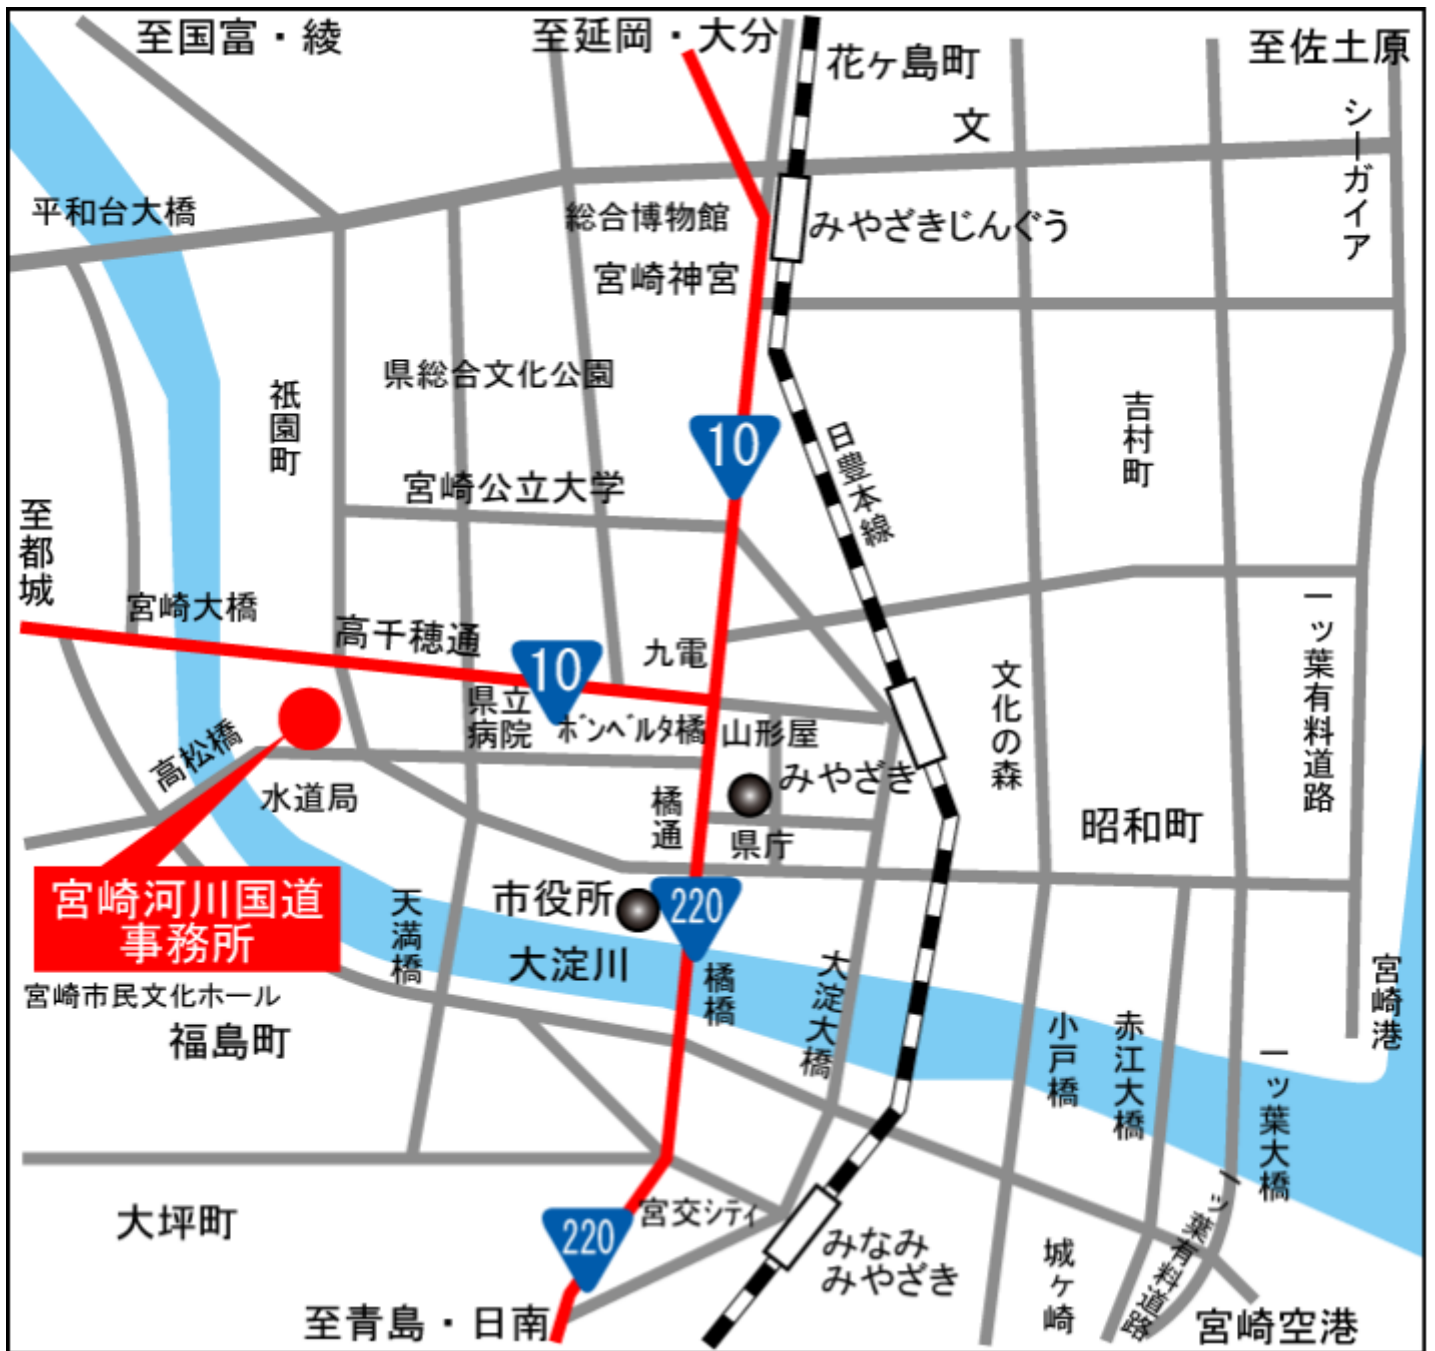 至国富・綾
至延岡・大分
花ヶ島町
至佐土原
文
シーガイア
平和台大橋
総合博物館
みやざきじんぐう
宮崎神宮
県総合文化公園
祇園町
吉村町
10
日豊本線
宮崎公立大学
至都城
宮崎大橋
高千穂通
10
九電
文化の森
一ッ葉有料道路
県立
病院
ボンベルタ橘
山形屋
高松橋
水道局
橘通
みやざき
県庁
昭和町
宮崎河川国道
事務所
天満橋
市役所
220
大淀川
橘橋
大淀大橋
宮崎港
宮崎市民文化ホール
福島町
小戸橋
赤江大橋
一ッ葉大橋
大坪町
宮交シティ
220
みなみ
みやざき
城ヶ崎
一ッ葉有料道路
至青島・日南
宮崎空港